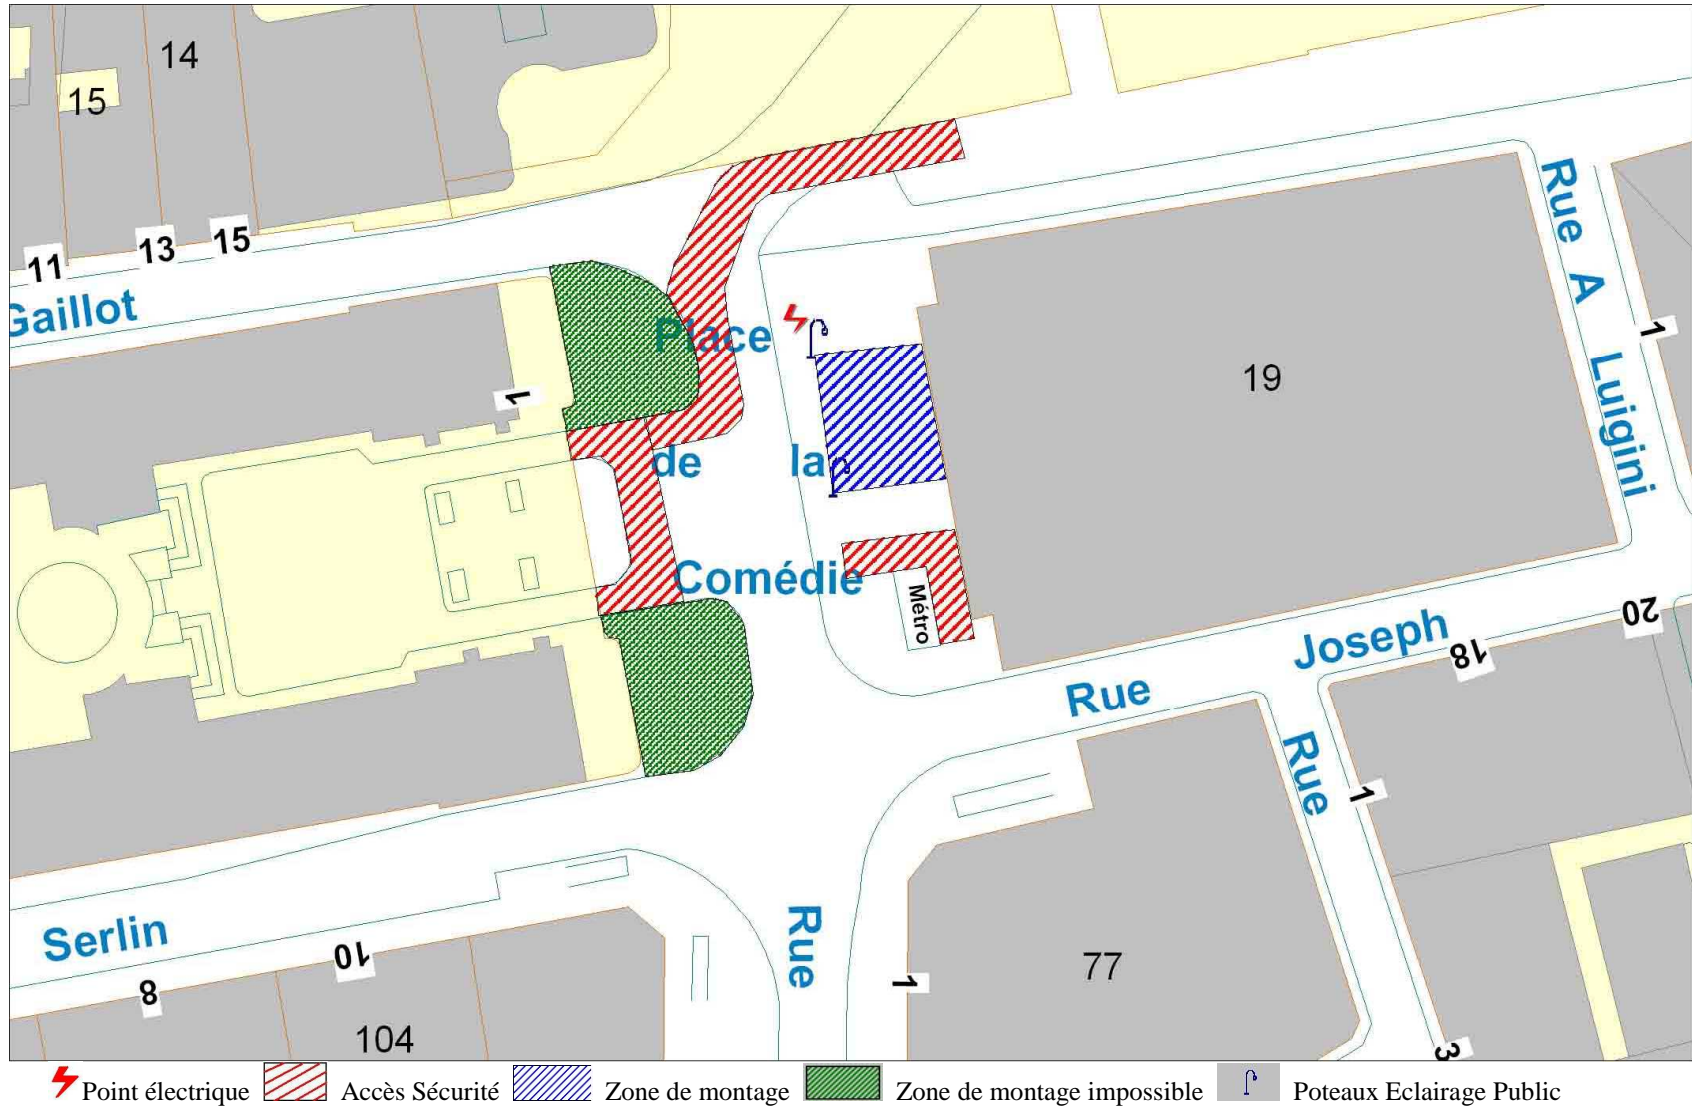 14
15
11
13
15
Gaillot
Rue A Luigini
1
Place
de la
Comédie
1
19
Métro
Rue Joseph
18
20
Rue
1
3
Serlin
8
10
104
Rue
1
77
Point électrique Accès Sécurité Zone de montage Zone de montage impossible Poteaux Eclairage Public